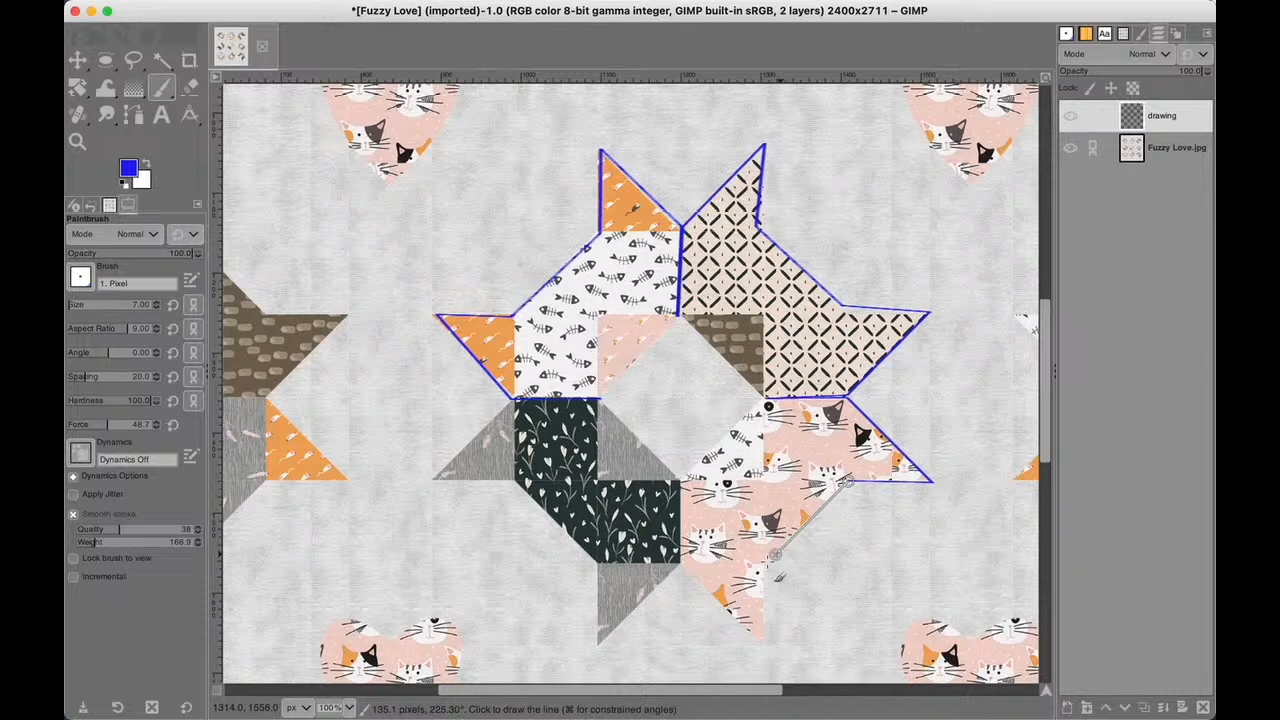 *[Fuzzy Love] (imported)-1.0 (RGB color 8-bit gamma integer, GIMP built-in sRGB, 2 layers) 2400x2711 – GIMP
Mode Normal
Opacity 100.0
Lock:
drawing
Fuzzy Love.jpg
Paintbrush
Mode Normal
Opacity 100.0
Brush
1. Pixel
Size 7.00
Aspect Ratio 9.00
Angle 0.00
Spacing 20.0
Hardness 100.0
Force 48.7
Dynamics
Dynamics Off
Dynamics Options
Apply Jitter
Smooth stroke
Quality 38
Weight 166.9
Lock brush to view
Incremental
1314.0, 1556.0 px 100% 135.1 pixels, 225.30°. Click to draw the line (⌘ for constrained angles)